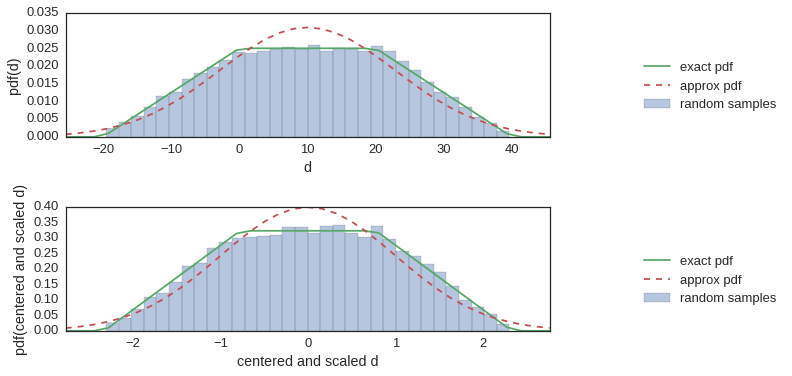 0.035
0.030
0.025
0.020
0.015
0.010
0.005
0.000
pdf(d)
−20 −10 0 10 20 30 40
d
exact pdf
approx pdf
random samples
0.40
0.35
0.30
0.25
0.20
0.15
0.10
0.05
0.00
pdf(centered and scaled d)
−2 −1 0 1 2
centered and scaled d
exact pdf
approx pdf
random samples